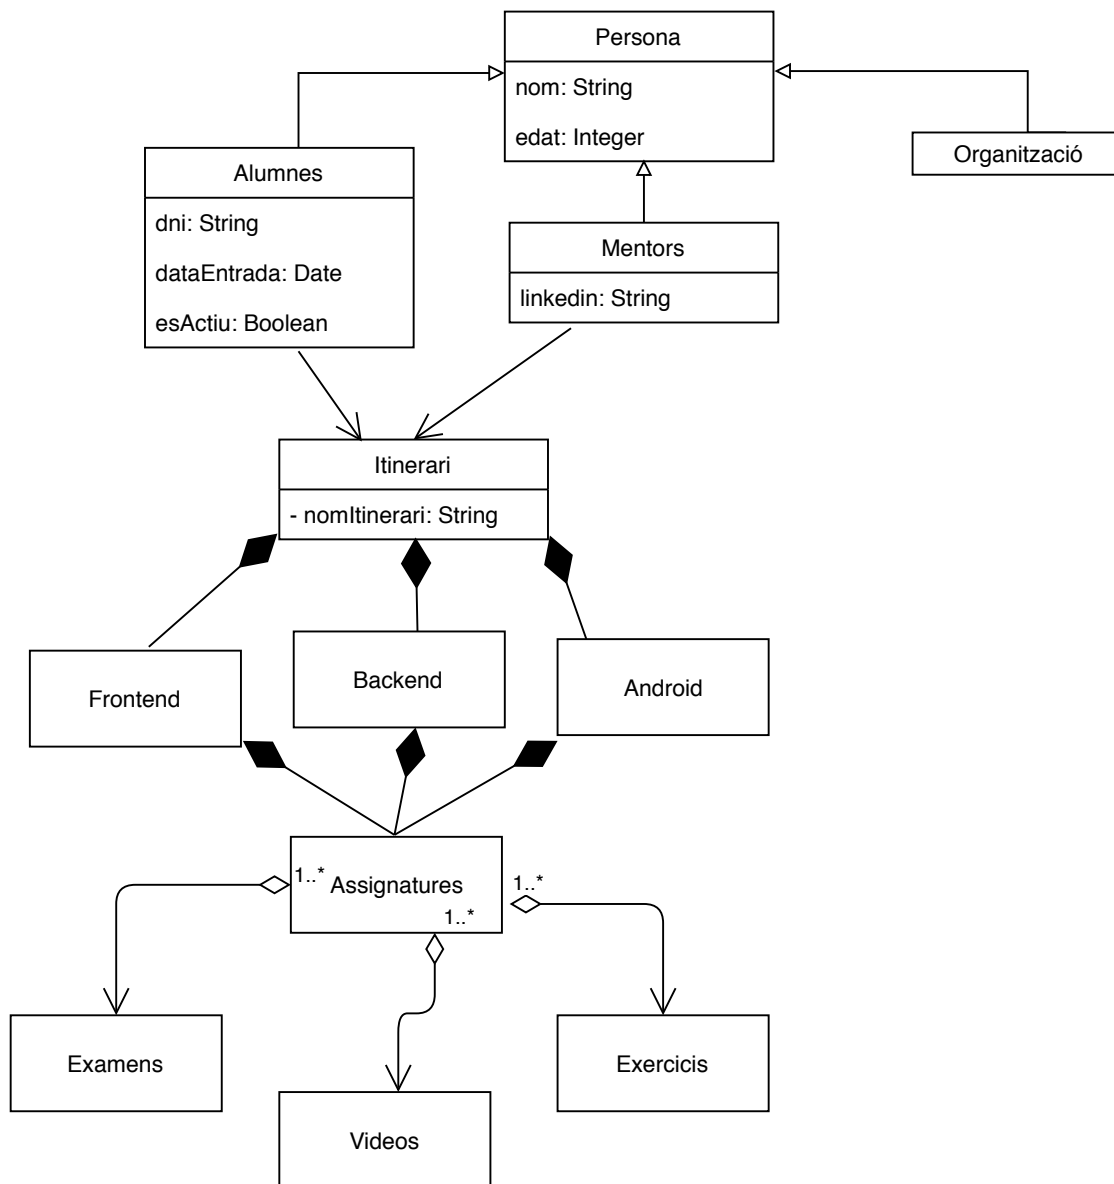 Persona
nom: String
edat: Integer
Organització
Alumnes
dni: String
dataEntrada: Date
esActiu: Boolean
Mentors
linkedin: String
Itinerari
- nomItinerari: String
Frontend
Backend
Android
1..*
Assignatures
1..*
1..*
Examens
Videos
Exercicis